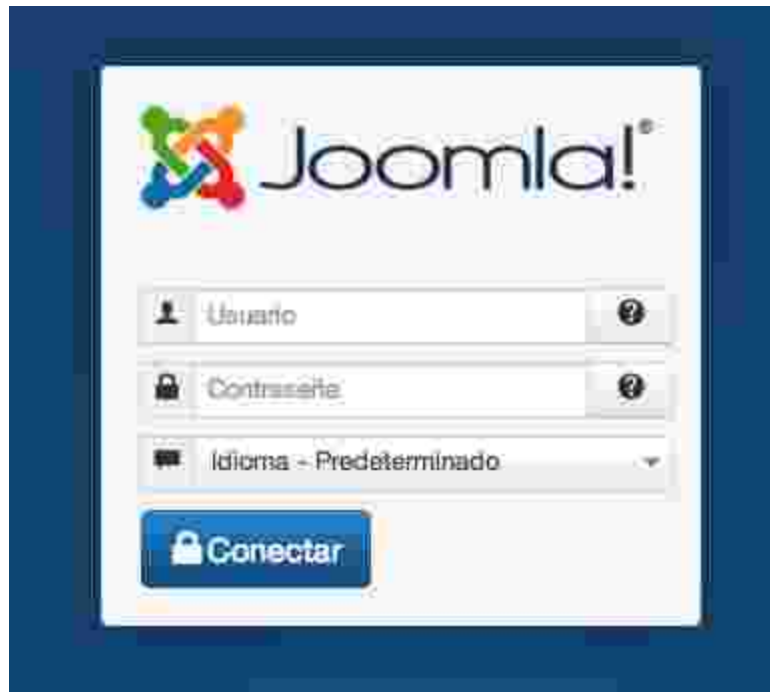 Joomla!®
Usuario
Contraseña
Idioma - Predeterminado
Conectar